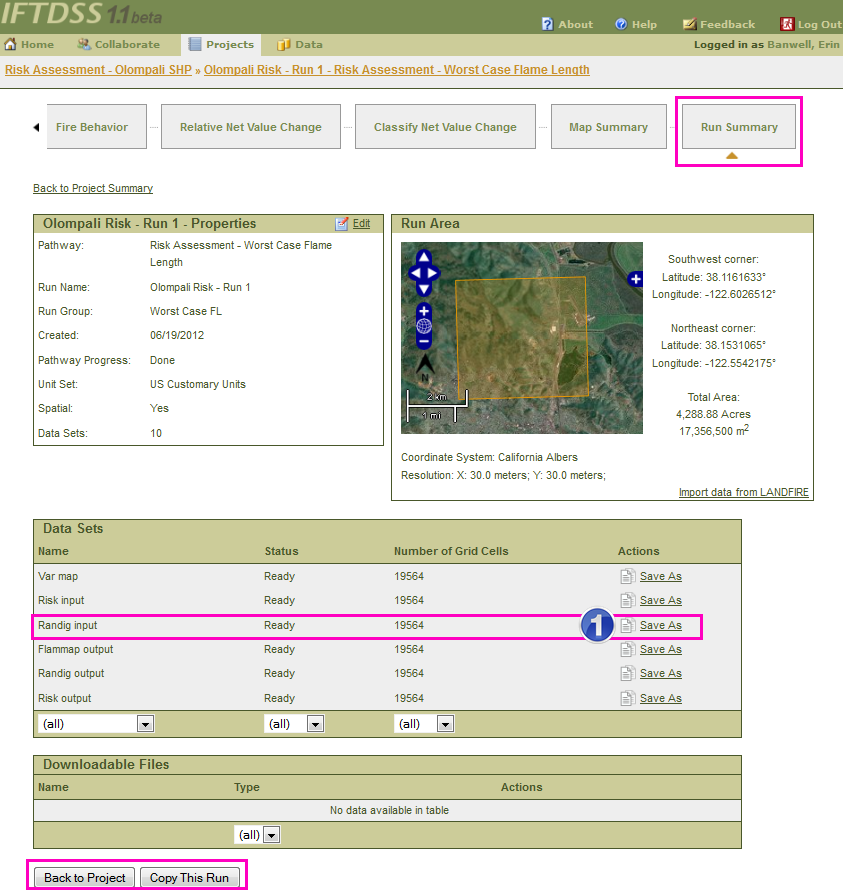 IFTDSS 1.1 beta
About Help Feedback Log Out
Home Collaborate Projects Data Logged in as Banwell, Erin
Risk Assessment - Olompali SHP » Olompali Risk - Run 1 - Risk Assessment - Worst Case Flame Length
Fire Behavior Relative Net Value Change Classify Net Value Change Map Summary Run Summary
Back to Project Summary
Olompali Risk - Run 1 - Properties Edit
Pathway: Risk Assessment - Worst Case Flame
Length
Run Name: Olompali Risk - Run 1
Run Group: Worst Case FL
Created: 06/19/2012
Pathway Progress: Done
Unit Set: US Customary Units
Spatial: Yes
Data Sets: 10
Run Area
N
2 km
1 mi
Southwest corner:
Latitude: 38.1161633°
Longitude: -122.6026512°
Northeast corner:
Latitude: 38.1531065°
Longitude: -122.5542175°
Total Area:
4,288.88 Acres
17,356,500 m2
Coordinate System: California Albers
Resolution: X: 30.0 meters; Y: 30.0 meters;
Import data from LANDFIRE
Data Sets
Name Status Number of Grid Cells Actions
Var map Ready 19564 Save As
Risk input Ready 19564 Save As
Randig input Ready 19564 1 Save As
Flammap output Ready 19564 Save As
Randig output Ready 19564 Save As
Risk output Ready 19564 Save As
(all) (all) (all)
Downloadable Files
Name Type Actions
No data available in table
(all)
Back to Project Copy This Run